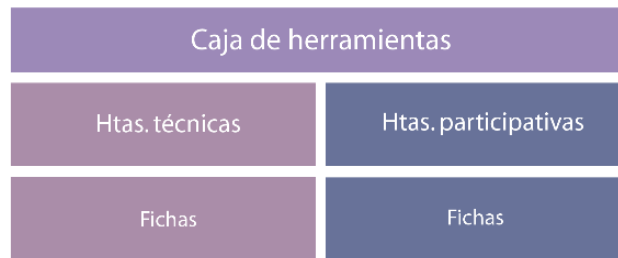 Caja de herramientas
Htas. técnicas
Htas. participativas
Fichas
Fichas